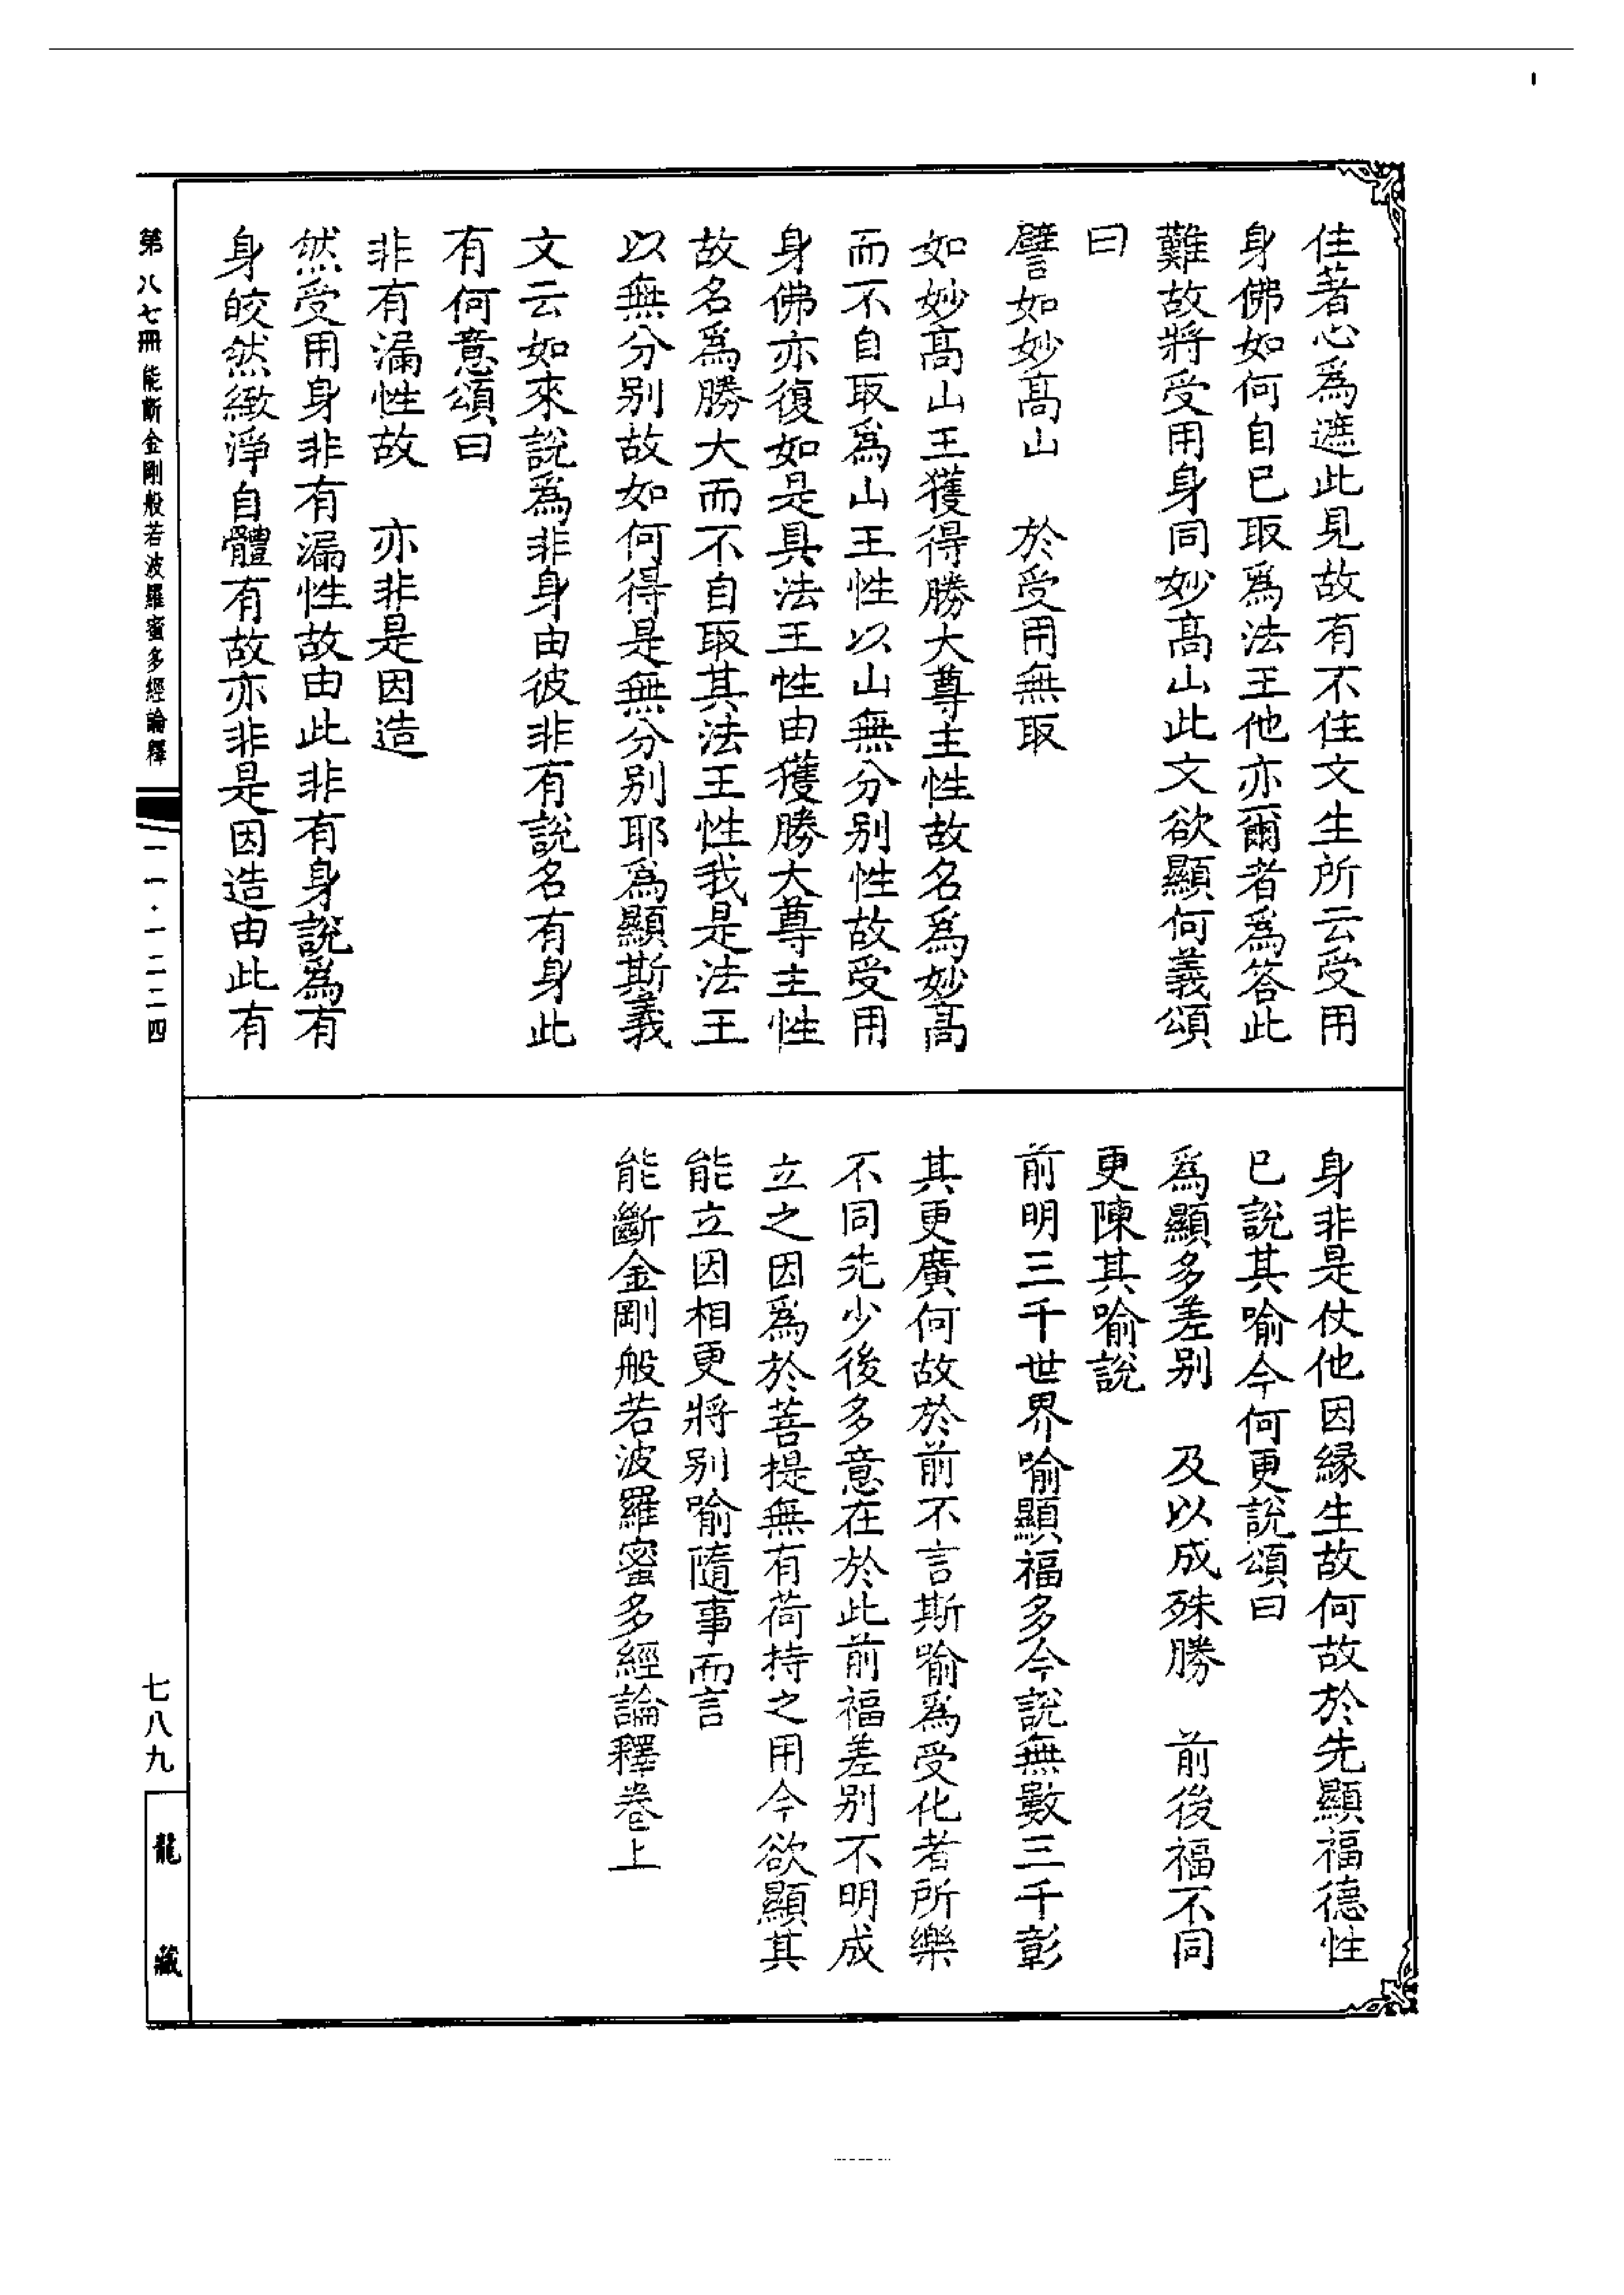 住著心為遮此見故有不住文生所云受用
身佛如何自已取為法王他亦爾者為答此
難故將受用身同妙高山此文欲顯何義頌
曰
譬如妙高山　於受用無取
如妙高山王獲得勝大尊主性故名為妙高
而不自取為山王性以山無分別性故受用
身佛亦復如是具法王性由獲勝大尊主性
故名為勝大而不自取其法王性我是法王
以無分別故如何得是無分別耶為顯斯義
文云如來說為非身由彼非有說名有身此
有何意頌曰
非有漏性故　亦非是因造
然受用身非有漏性故由此非有身說為有
身皎然緻淨自體有故亦非是因造由此有
身非是仗他因緣生故何故於先顯福德性
已說其喻今何更說頌曰
為顯多差別　及以成殊勝　前後福不同
更陳其喻說
前明三千世界喻顯福多今說無數三千彰
其更廣何故於前不言斯喻為受化者所樂
不同先少後多意在於此前福差別不明成
立之因為於菩提無有荷持之用今欲顯其
能立因相更將別喻隨事而言
能斷金剛般若波羅蜜多經論釋卷上
第八七冊 能斷金剛般若波羅蜜多經論釋
一一·一二二四
七八九
龍藏